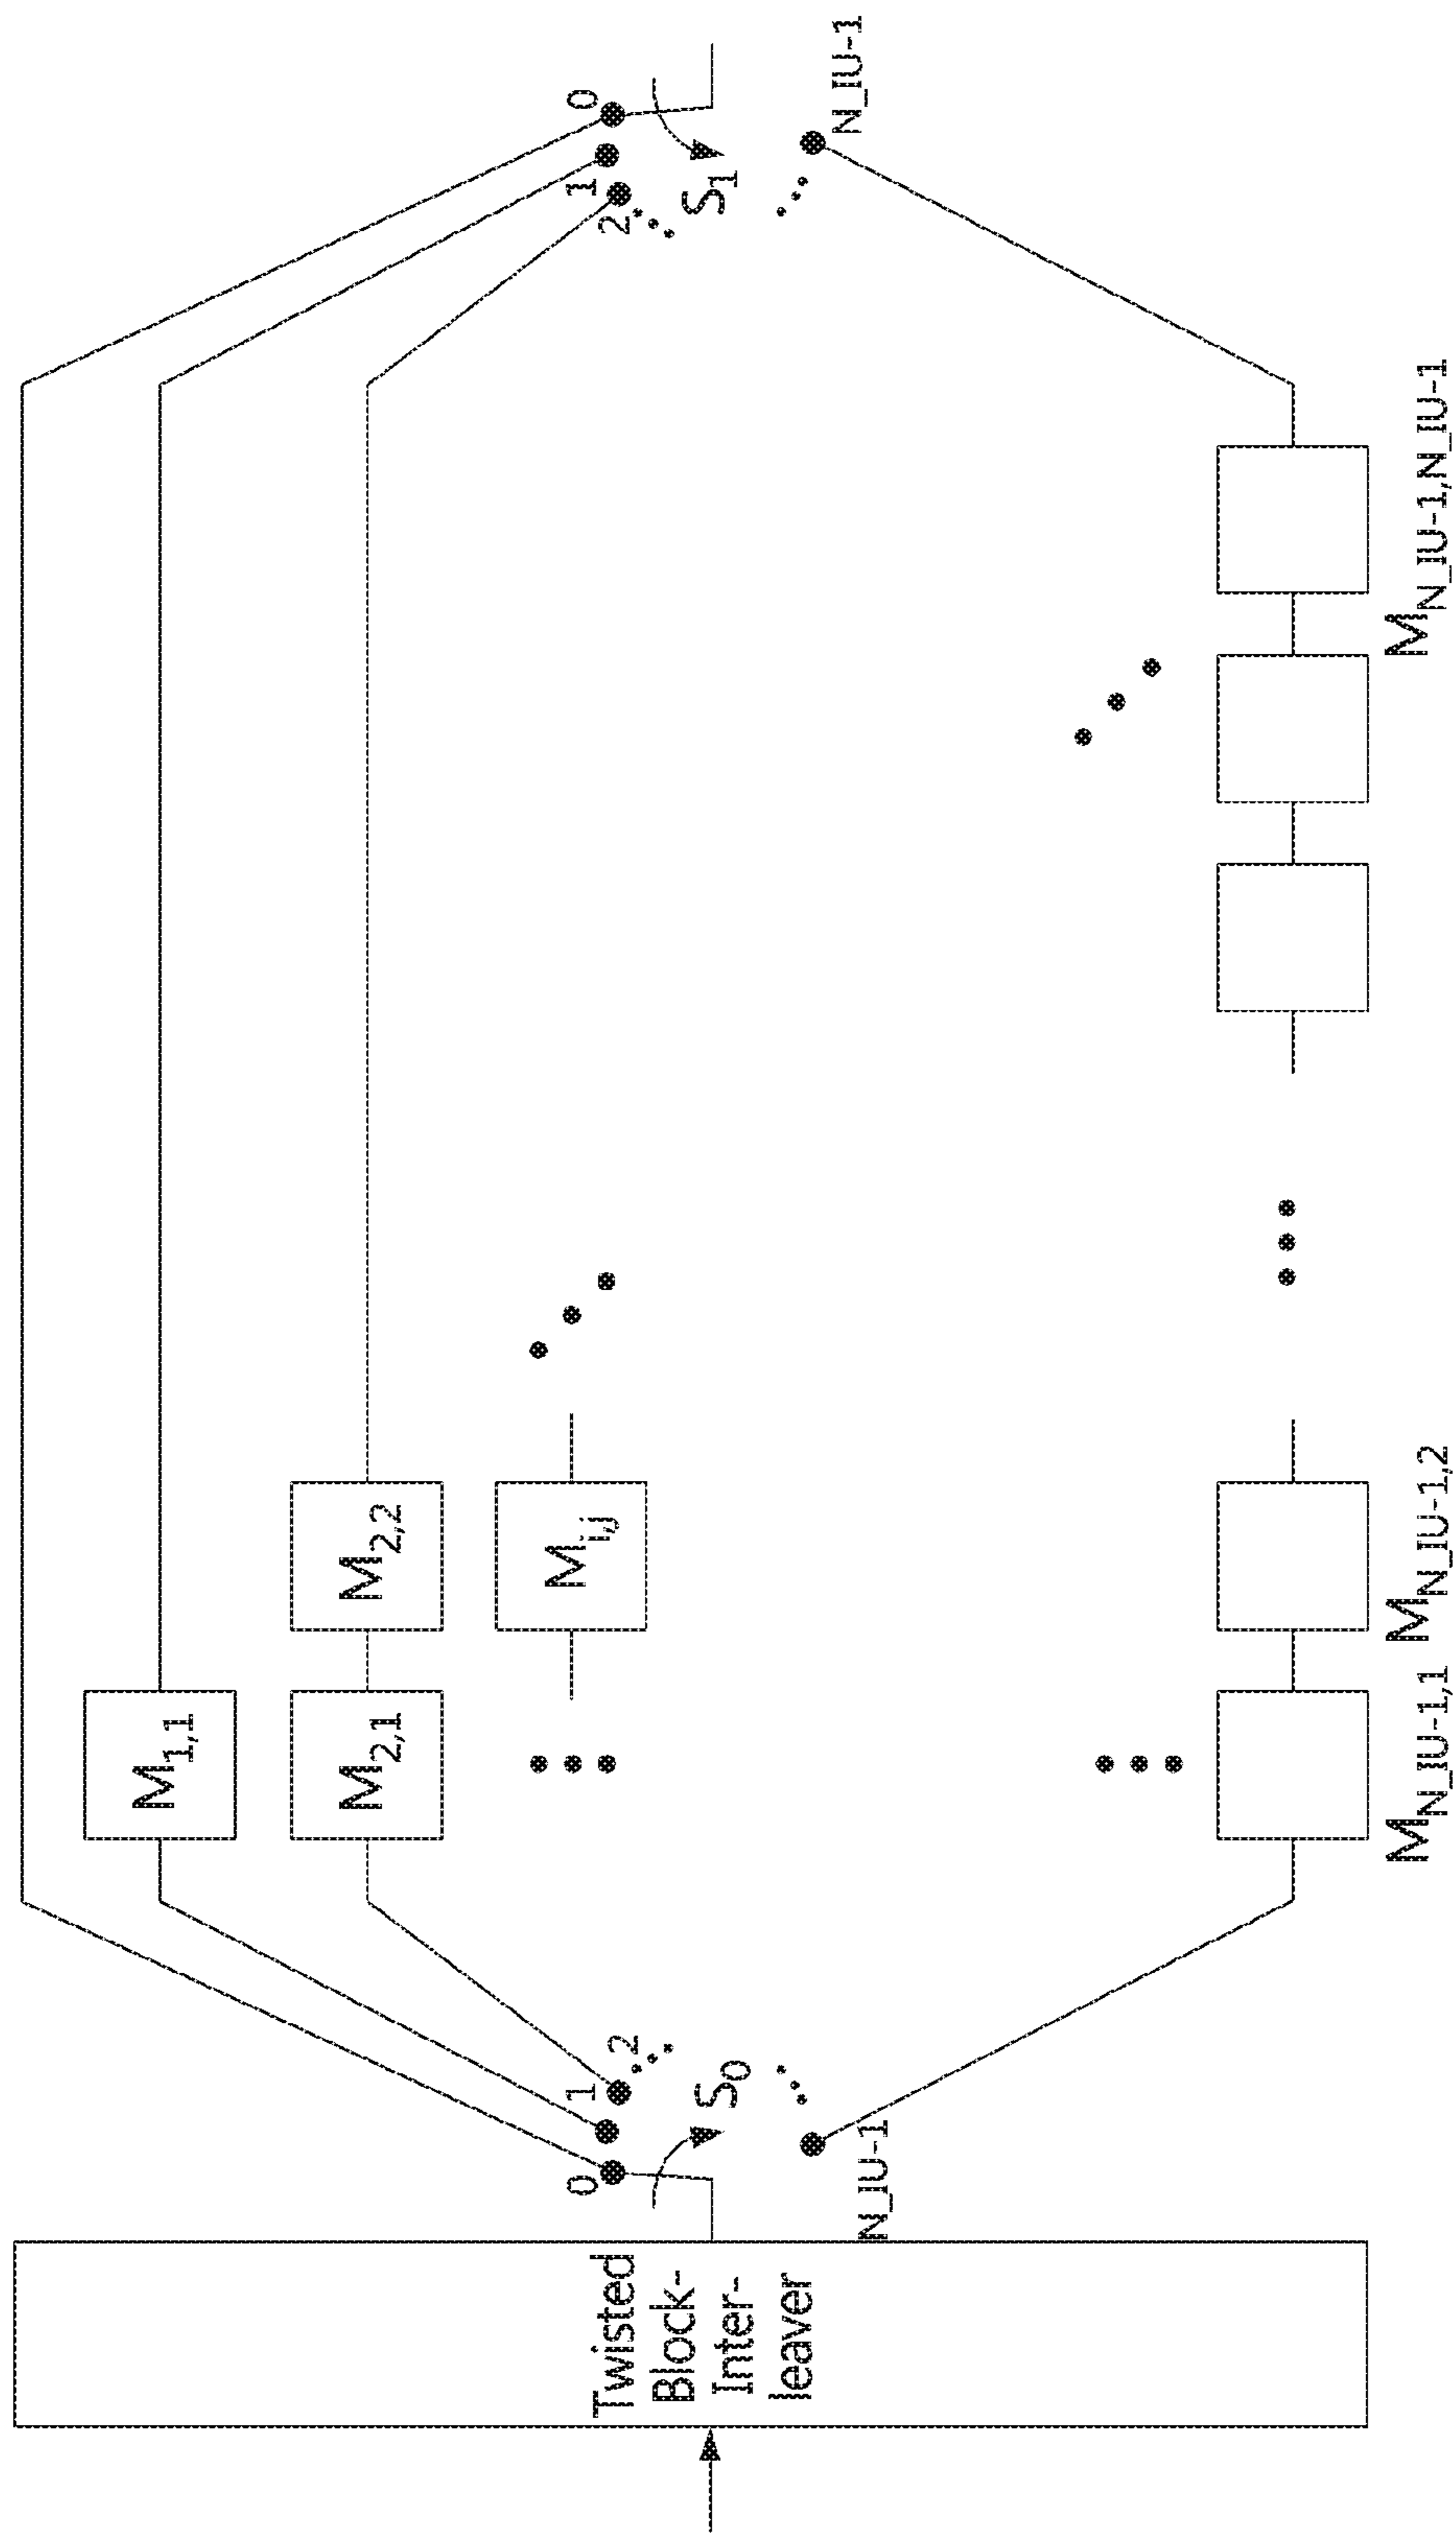 Twisted
Block-
Inter-
leaver
0
1
2
S0
N_IU-1
M1,1
M2,1
M2,2
Mi,j
MN_IU-1,1
MN_IU-1,2
MN_IU-1,N_IU-1
0
1
2
S1
N_IU-1